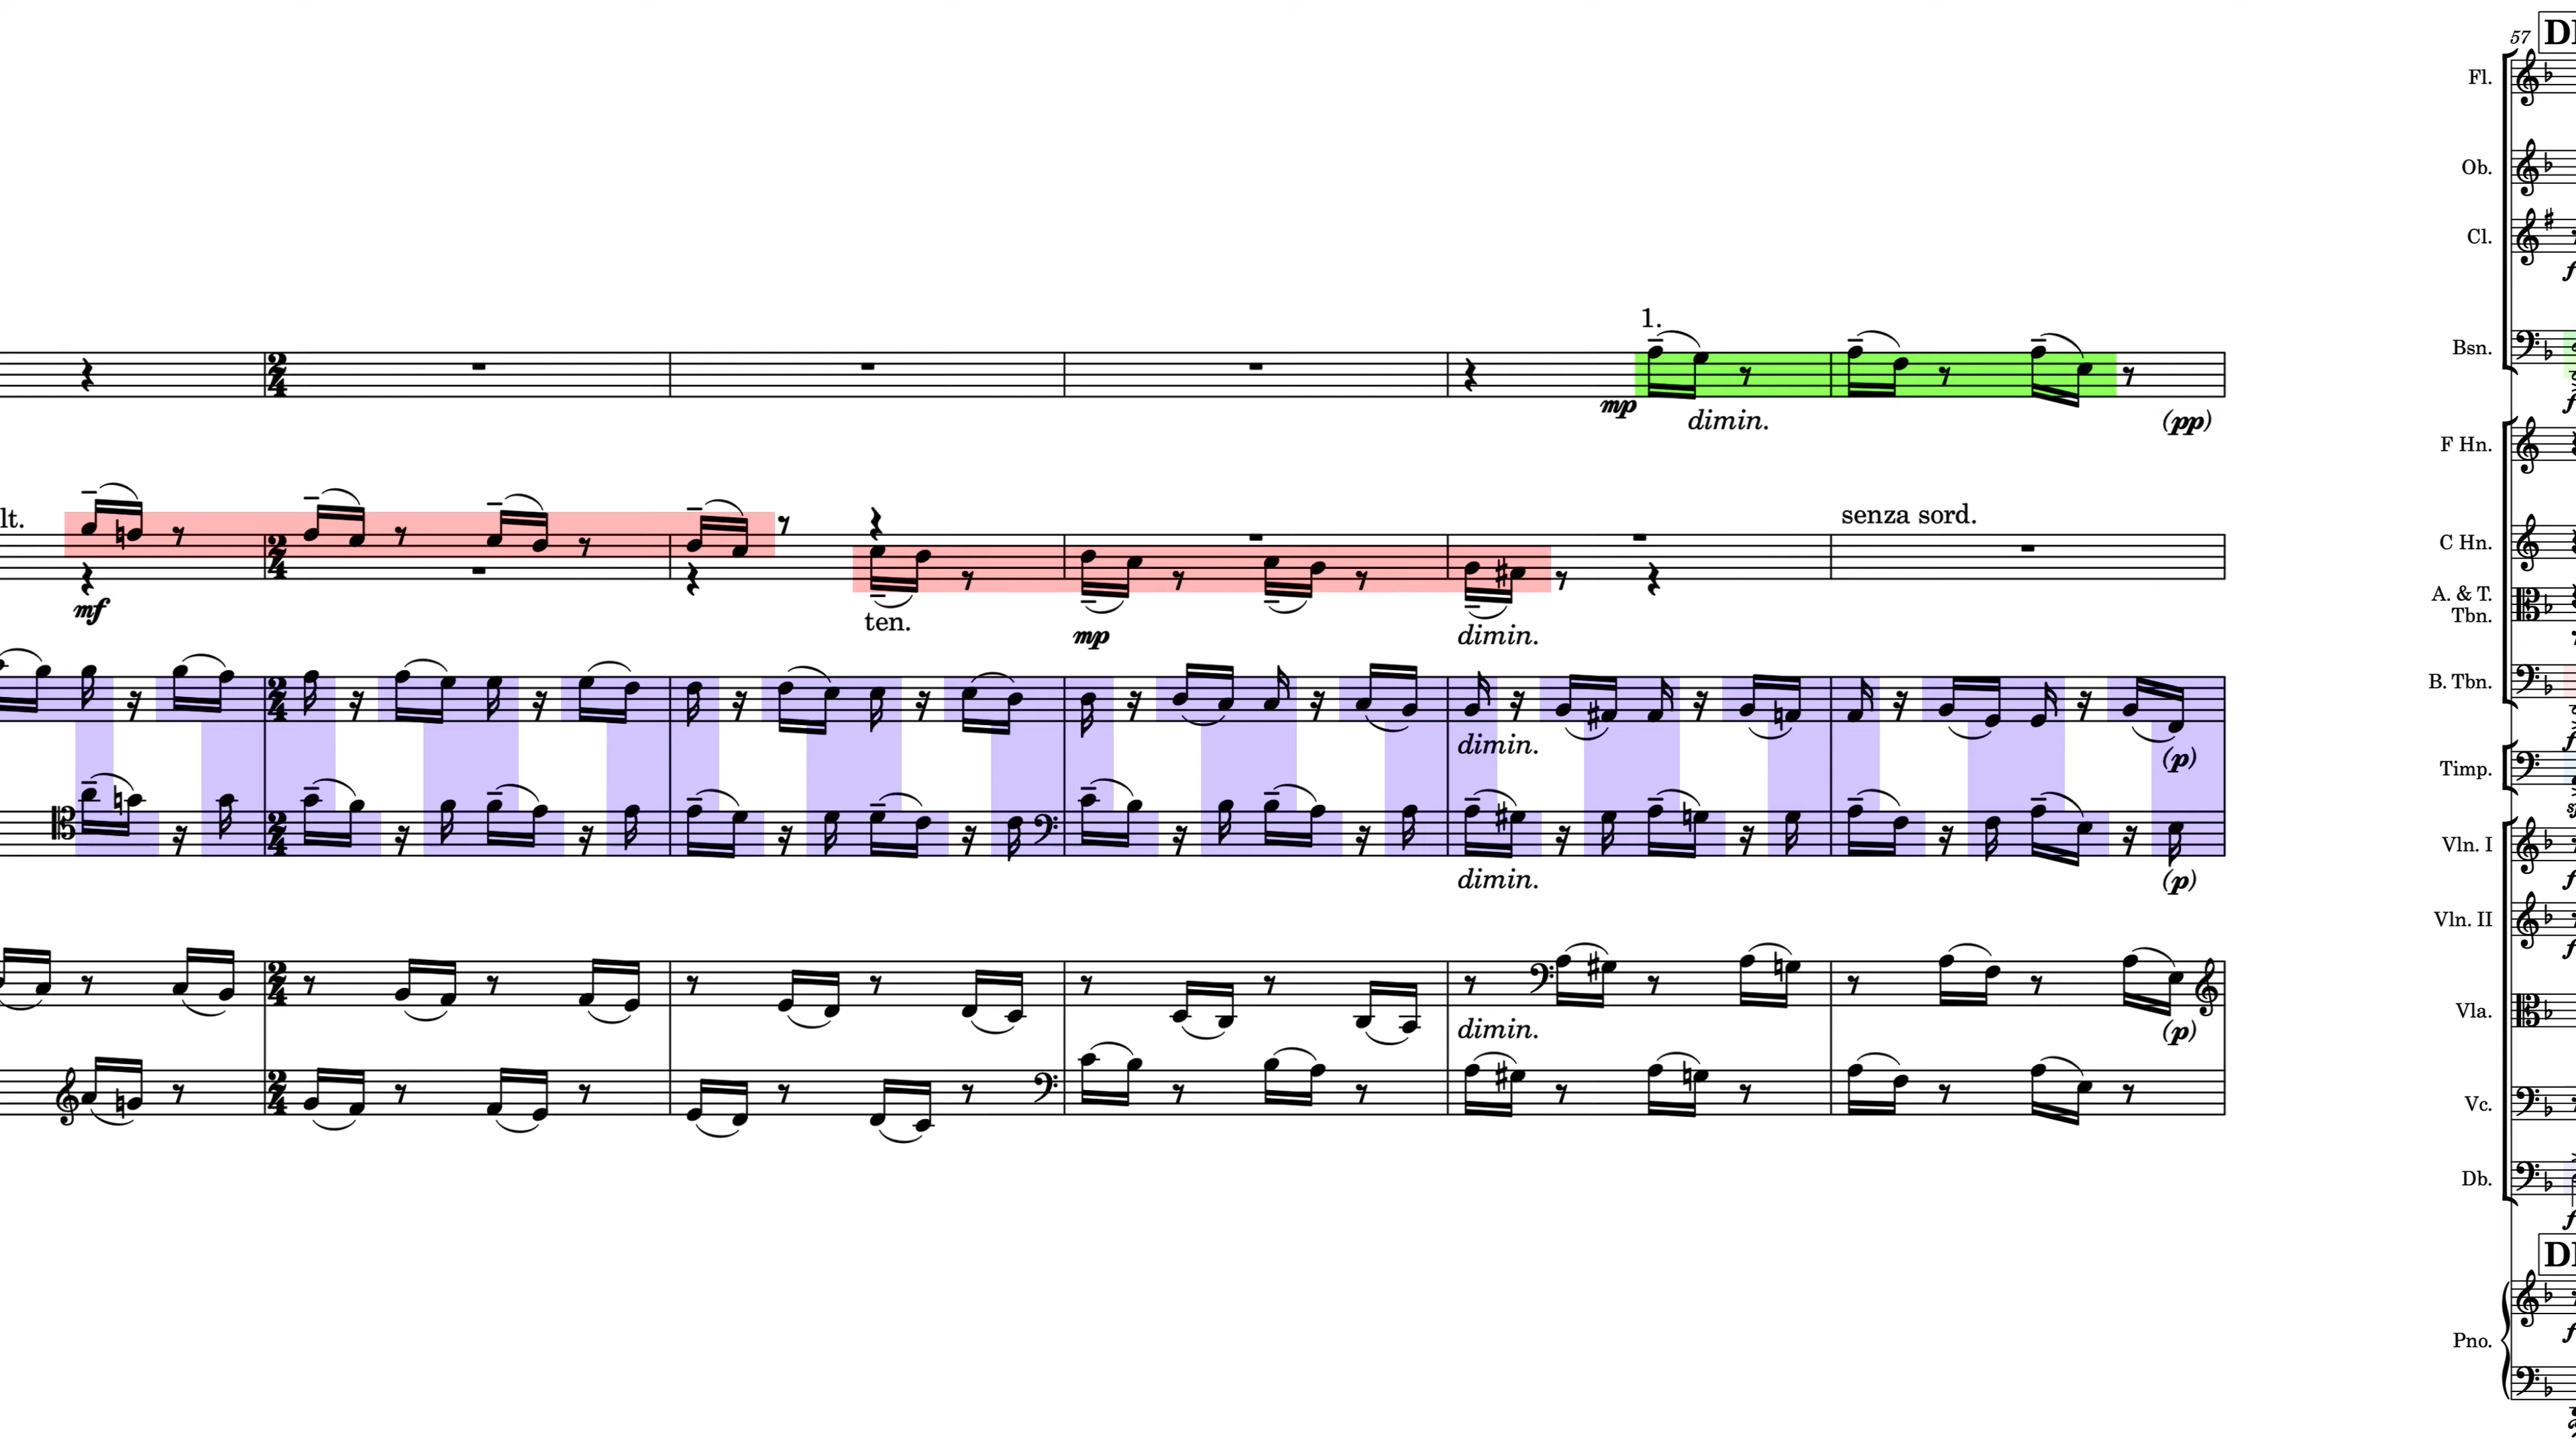 57
Fl.
Ob.
Cl.
1.
Bsn.
mp
dimin.
(pp)
F Hn.
lt.
senza sord.
C Hn.
mf
ten.
mp
dimin.
A. & T.
Tbn.
B. Tbn.
dimin.
(p)
Timp.
Vln. I
dimin.
(p)
Vln. II
Vla.
dimin.
(p)
Vc.
Db.
Pno.